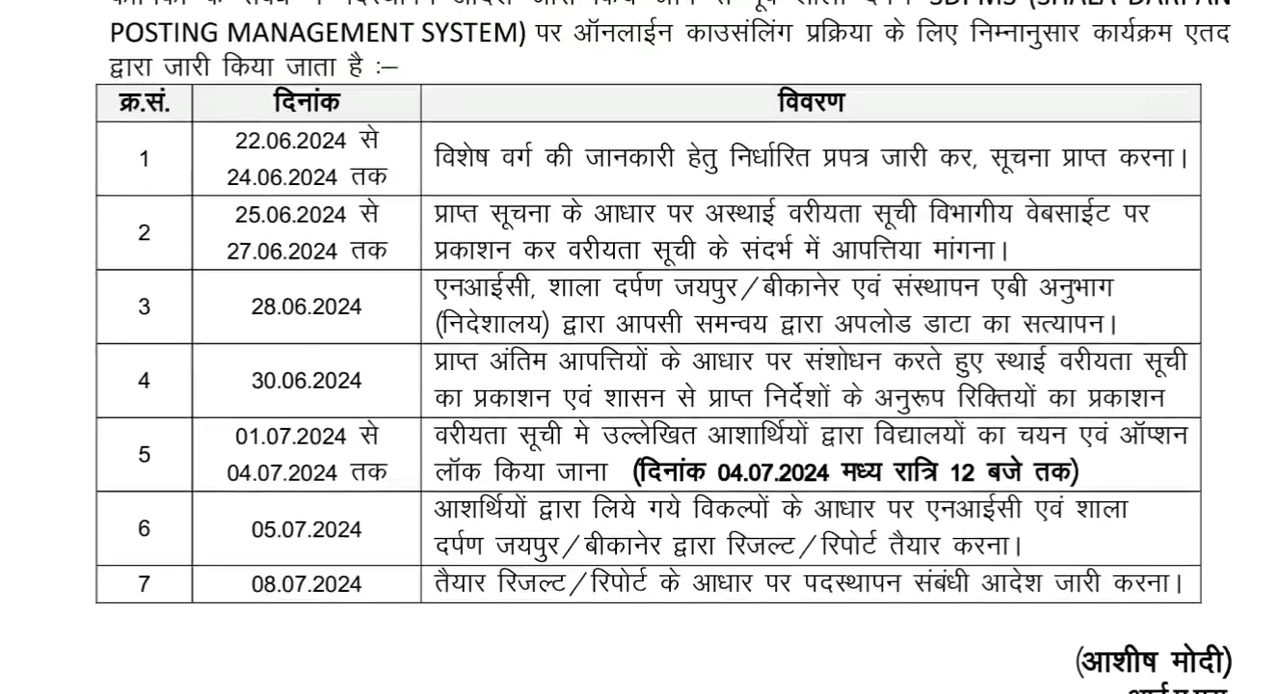 SDPMS (SHALA DARPAN
POSTING MANAGEMENT SYSTEM) पर ऑनलाईन काउसंलिंग प्रक्रिया के लिए निम्नानुसार कार्यक्रम एतद
द्वारा जारी किया जाता है :–
क्र.सं. दिनांक विवरण
1
22.06.2024 से
24.06.2024 तक
विशेष वर्ग की जानकारी हेतु निर्धारित प्रपत्र जारी कर, सूचना प्राप्त करना।
2
25.06.2024 से
27.06.2024 तक
प्राप्त सूचना के आधार पर अस्थाई वरीयता सूची विभागीय वेबसाईट पर
प्रकाशन कर वरीयता सूची के संदर्भ में आपत्तिया मांगना।
3
28.06.2024
एनआईसी, शाला दर्पण जयपुर/बीकानेर एवं संस्थापन एबी अनुभाग
(निदेशालय) द्वारा आपसी समन्वय द्वारा अपलोड डाटा का सत्यापन।
4
30.06.2024
प्राप्त अंतिम आपत्तियों के आधार पर संशोधन करते हुए स्थाई वरीयता सूची
का प्रकाशन एवं शासन से प्राप्त निर्देशों के अनुरूप रिक्तियों का प्रकाशन
5
01.07.2024 से
04.07.2024 तक
वरीयता सूची मे उल्लेखित आशार्थियों द्वारा विद्यालयों का चयन एवं ऑप्शन
लॉक किया जाना (दिनांक 04.07.2024 मध्य रात्रि 12 बजे तक)
6
05.07.2024
आशर्थियों द्वारा लिये गये विकल्पों के आधार पर एनआईसी एवं शाला
दर्पण जयपुर/बीकानेर द्वारा रिजल्ट/रिपोर्ट तैयार करना।
7
08.07.2024
तैयार रिजल्ट/रिपोर्ट के आधार पर पदस्थापन संबंधी आदेश जारी करना।
(आशीष मोदी)